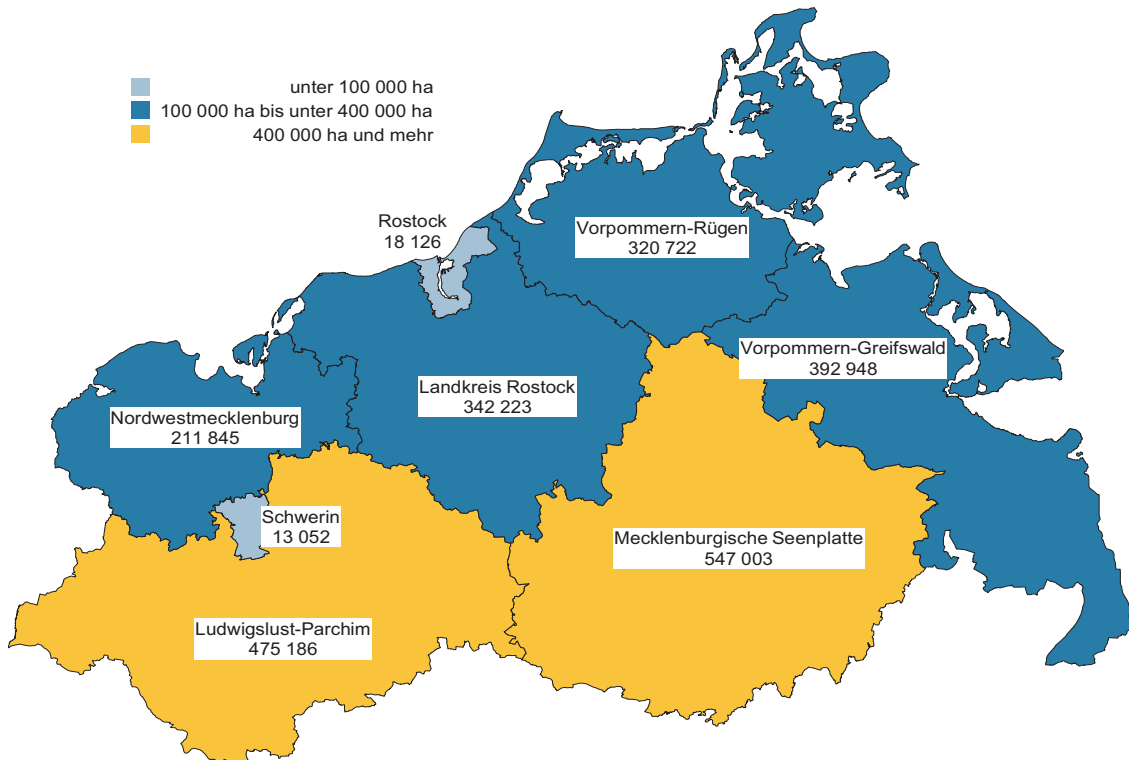 unter 100 000 ha
100 000 ha bis unter 400 000 ha
400 000 ha und mehr
Rostock
18 126
Vorpommern-Rügen
320 722
Vorpommern-Greifswald
392 948
Landkreis Rostock
342 223
Nordwestmecklenburg
211 845
Schwerin
13 052
Mecklenburgische Seenplatte
547 003
Ludwigslust-Parchim
475 186